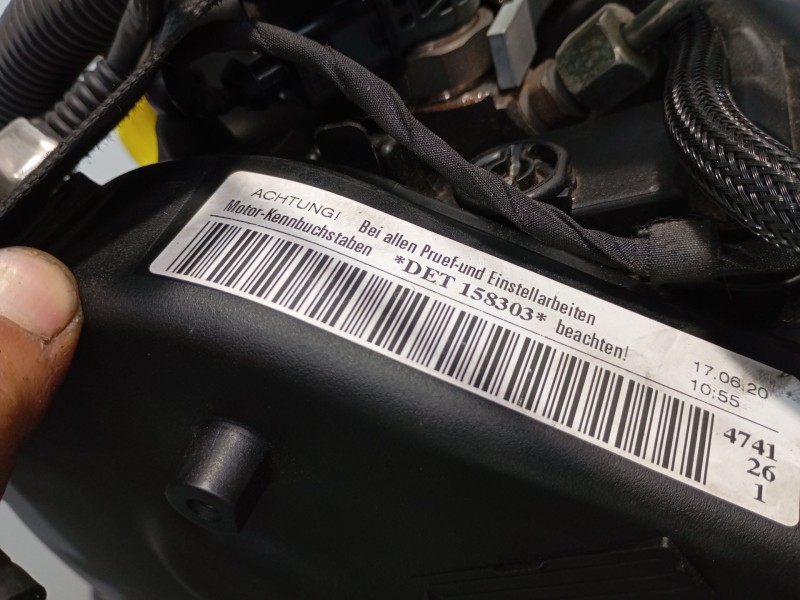 ACHTUNG! Bei allen Pruef-und Einstellarbeiten
Motor-Kennbuchstaben *DET 158303* beachten!
17.06.20
10:55
4741
26
1